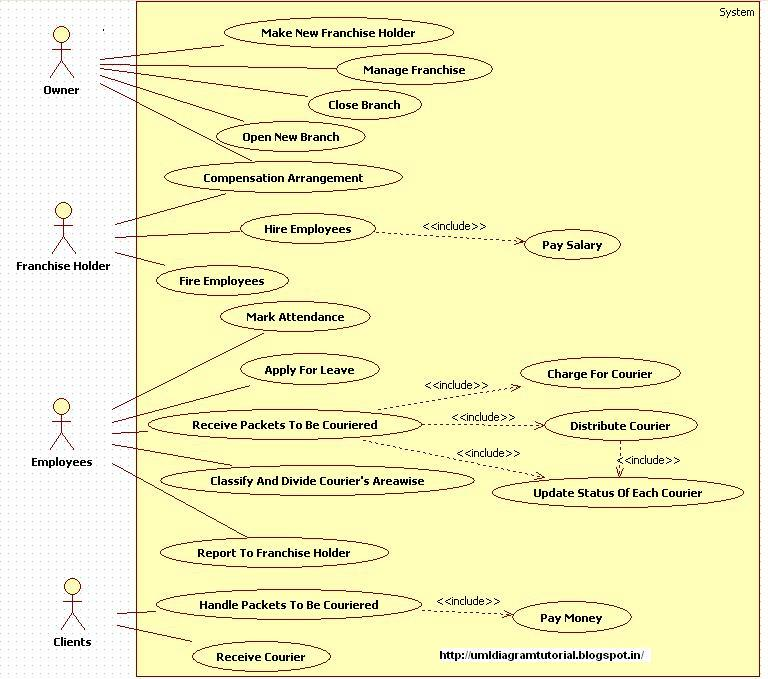 System
Make New Franchise Holder
Manage Franchise
Owner
Close Branch
Open New Branch
Compensation Arrangement
Hire Employees
<<include>>
Pay Salary
Franchise Holder
Fire Employees
Mark Attendance
Apply For Leave
<<include>>
Charge For Courier
Receive Packets To Be Couriered
<<include>>
Distribute Courier
Employees
<<include>>
<<include>>
Classify And Divide Courier's Areawise
Update Status Of Each Courier
Report To Franchise Holder
Handle Packets To Be Couriered
<<include>>
Pay Money
Clients
Receive Courier
http://umldiagramtutorial.blogspot.in/